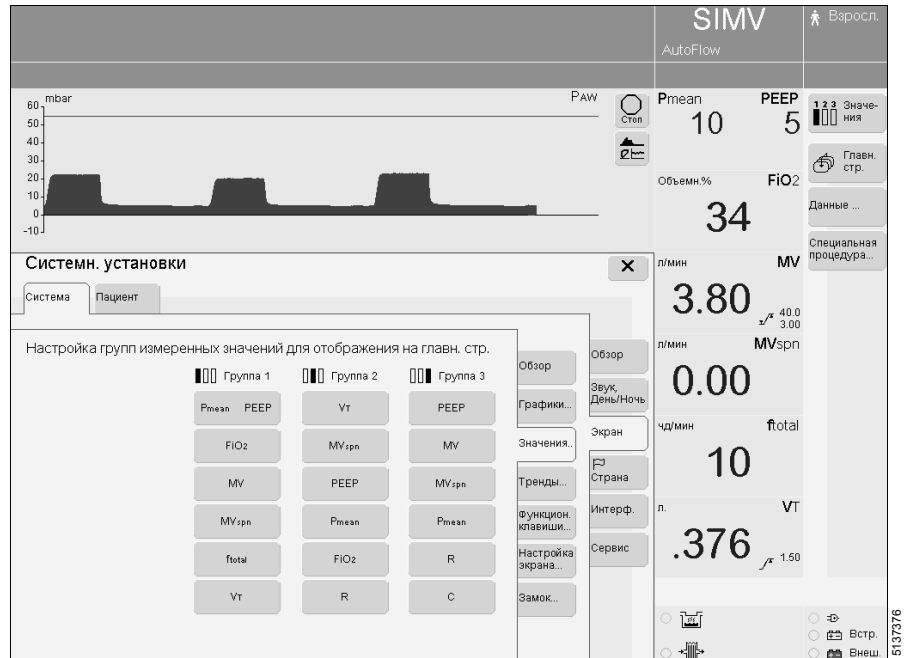 SIMV
Взросл.
AutoFlow
mbar
Paw
60
50
40
30
20
10
0
-10
Стоп
Pmean PEEP
10 5
1 2 3 Значе-
ния
Главн.
стр.
Объемн.% FiO2
34
Данные ...
Специальная
процедура...
Системн. установки
Система
Пациент
л/мин MV
3.80
40.0
3.00
Настройка групп измеренных значений для отображения на главн. стр.
Группа 1 Группа 2 Группа 3
Pmean PEEP VT PEEP
FiO2 MVspn MV
MV PEEP MVspn
MVspn Pmean Pmean
ftotal FiO2 R
VT R C
Обзор
Графики...
Значения..
Тренды...
Функцион.
клавиши...
Настройка
экрана...
Замок...
Обзор
Звук,
День/Ночь
Экран
Страна
Интерф.
Сервис
л/мин MVspn
0.00
чд/мин ftotal
10
л. VT
.376
1.50
Встр.
Внеш.
5137376